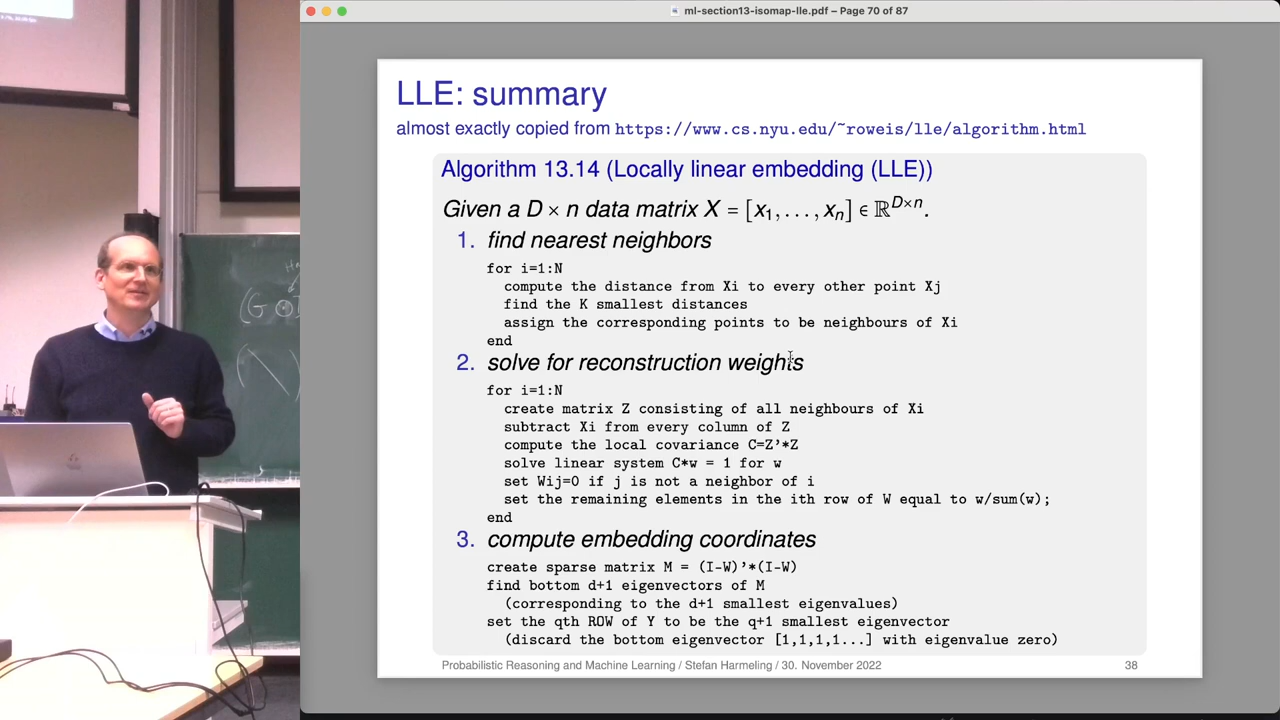 ml-section13-isomap-lle.pdf – Page 70 of 87
LLE: summary
almost exactly copied from https://www.cs.nyu.edu/~roweis/lle/algorithm.html
Algorithm 13.14 (Locally linear embedding (LLE))
Given a D × n data matrix X = [x₁, . . . , xₙ] ∈ ℝᴰˣⁿ.
1. find nearest neighbors
for i=1:N
compute the distance from Xi to every other point Xj
find the K smallest distances
assign the corresponding points to be neighbours of Xi
end
2. solve for reconstruction weights
for i=1:N
create matrix Z consisting of all neighbours of Xi
subtract Xi from every column of Z
compute the local covariance C=Z'*Z
solve linear system C*w = 1 for w
set Wij=0 if j is not a neighbor of i
set the remaining elements in the ith row of W equal to w/sum(w);
end
3. compute embedding coordinates
create sparse matrix M = (I-W)'*(I-W)
find bottom d+1 eigenvectors of M
(corresponding to the d+1 smallest eigenvalues)
set the qth ROW of Y to be the q+1 smallest eigenvector
(discard the bottom eigenvector [1,1,1,1...] with eigenvalue zero)
Probabilistic Reasoning and Machine Learning / Stefan Harmeling / 30. November 2022
38